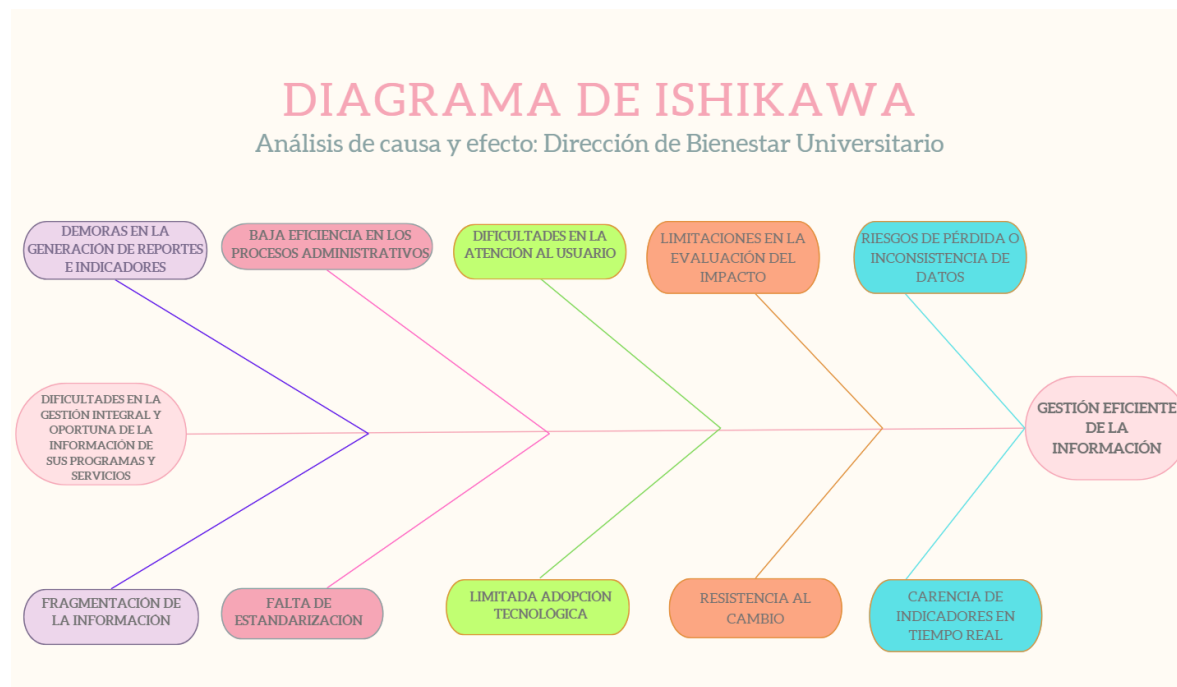 DIAGRAMA DE ISHIKAWA
Análisis de causa y efecto: Dirección de Bienestar Universitario
DEMORAS EN LA
GENERACIÓN DE REPORTES
E INDICADORES
BAJA EFICIENCIA EN LOS
PROCESOS ADMINISTRATIVOS
DIFICULTADES EN LA
ATENCIÓN AL USUARIO
LIMITACIONES EN LA
EVALUACIÓN DEL
IMPACTO
RIESGOS DE PÉRDIDA O
INCONSISTENCIA DE
DATOS
DIFICULTADES EN LA
GESTIÓN INTEGRAL Y
OPORTUNA DE LA
INFORMACIÓN DE
SUS PROGRAMAS Y
SERVICIOS
GESTIÓN EFICIENTE
DE LA
INFORMACIÓN
FRAGMENTACIÓN DE
LA INFORMACIÓN
FALTA DE
ESTANDARIZACIÓN
LIMITADA ADOPCIÓN
TECNOLÓGICA
RESISTENCIA AL
CAMBIO
CARENCIA DE
INDICADORES EN
TIEMPO REAL